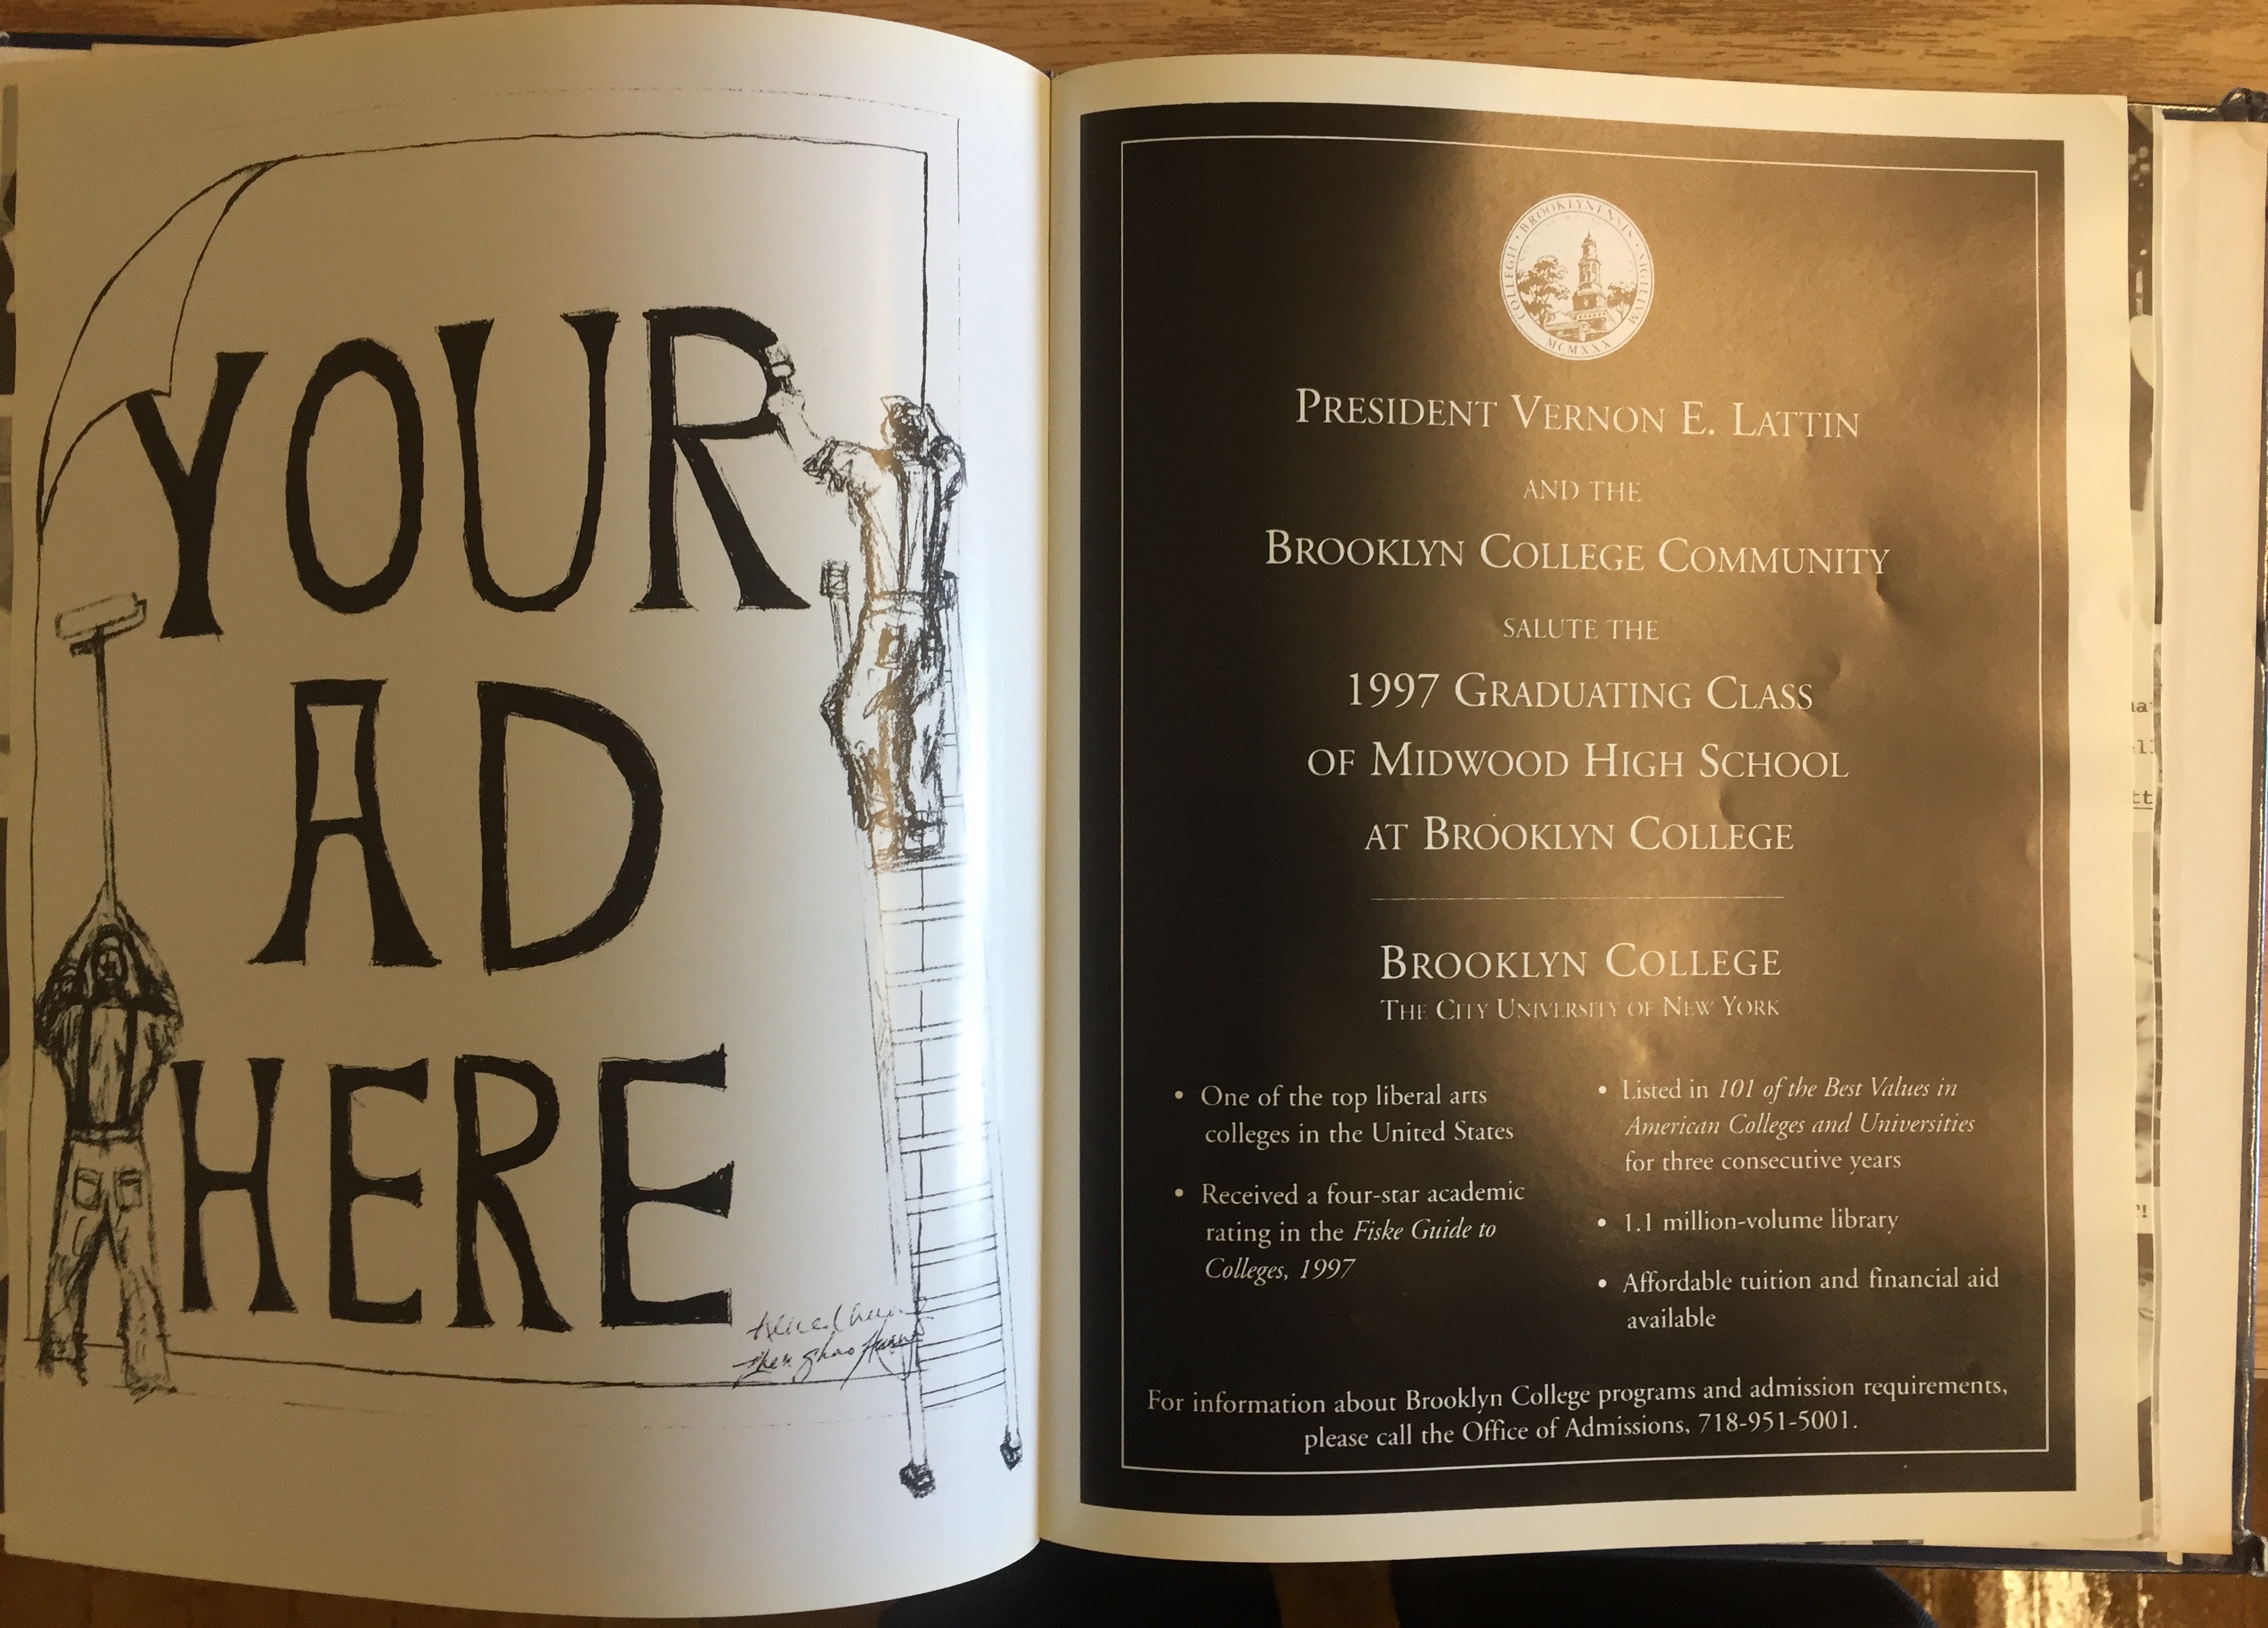 YOUR
AD
HERE
COLLEGII · BROOKLYNENSIS · SIGILLUM
MCMXXX
PRESIDENT VERNON E. LATTIN
AND THE
BROOKLYN COLLEGE COMMUNITY
SALUTE THE
1997 GRADUATING CLASS
OF MIDWOOD HIGH SCHOOL
AT BROOKLYN COLLEGE
BROOKLYN COLLEGE
THE CITY UNIVERSITY OF NEW YORK
• One of the top liberal arts
colleges in the United States
• Received a four-star academic
rating in the Fiske Guide to
Colleges, 1997
• Listed in 101 of the Best Values in
American Colleges and Universities
for three consecutive years
• 1.1 million-volume library
• Affordable tuition and financial aid
available
For information about Brooklyn College programs and admission requirements,
please call the Office of Admissions, 718-951-5001.